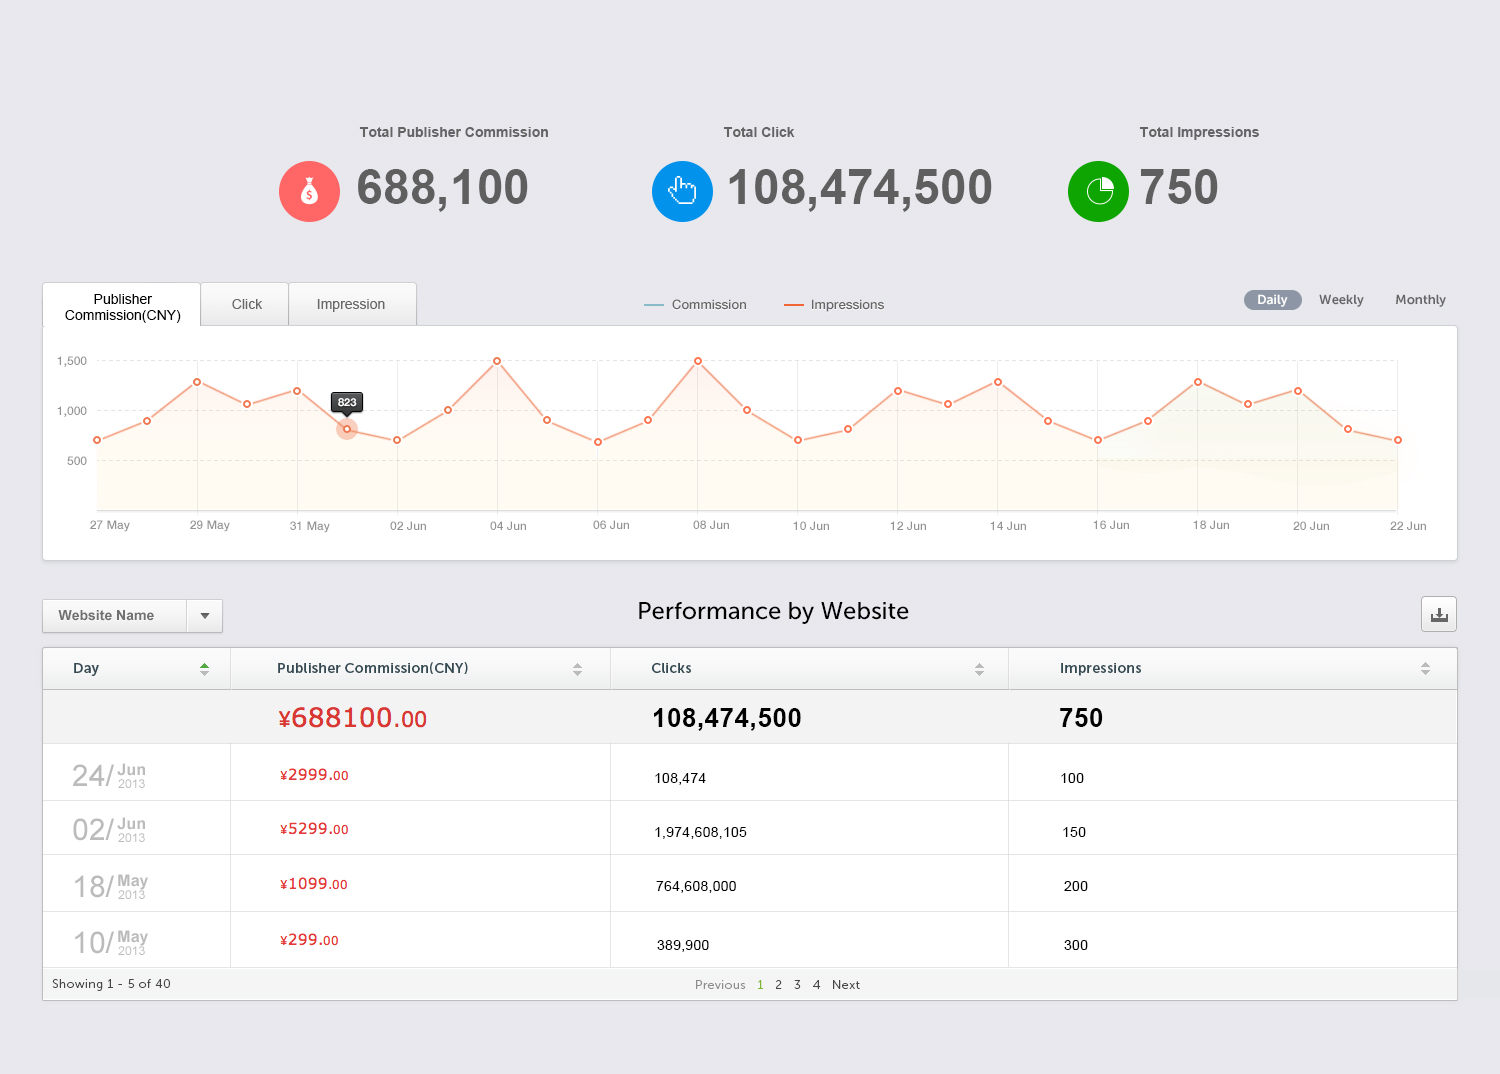 Total Publisher Commission
688,100
Total Click
108,474,500
Total Impressions
750
Publisher
Commission(CNY)
Click
Impression
Commission
Impressions
Daily
Weekly
Monthly
1,500
1,000
500
823
27 May
29 May
31 May
02 Jun
04 Jun
06 Jun
08 Jun
10 Jun
12 Jun
14 Jun
16 Jun
18 Jun
20 Jun
22 Jun
Website Name
Performance by Website
Day
Publisher Commission(CNY)
Clicks
Impressions
¥688100.00
108,474,500
750
24/ Jun 2013
¥2999.00
108,474
100
02/ Jun 2013
¥5299.00
1,974,608,105
150
18/ May 2013
¥1099.00
764,608,000
200
10/ May 2013
¥299.00
389,900
300
Showing 1 - 5 of 40
Previous 1 2 3 4 Next